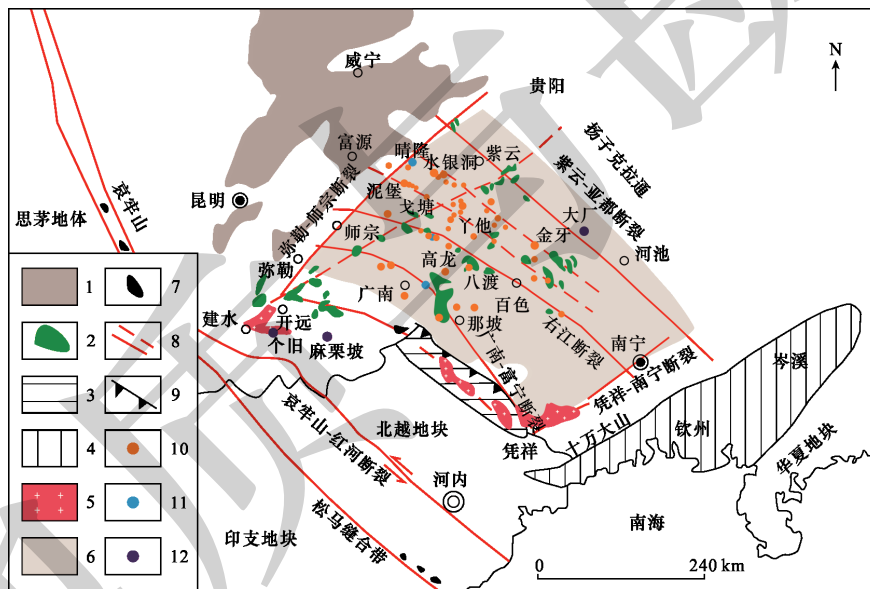 威宁
贵阳
N
富源
晴隆
水银洞
紫云
扬子克拉通
紫云-亚都断裂
哀牢山
昆明
泥堡
弥勒-师宗断裂
戈塘
大厂
思茅地体
师宗
丫他
金牙
河池
弥勒
高龙
八渡
广南
百色
建水
开远
那坡
右江断裂
个旧
麻栗坡
南宁
广南-富宁断裂
凭祥-南宁断裂
岑溪
哀牢山-红河断裂
北越地块
十万大山
钦州
凭祥
华夏地块
河内
松马缝合带
印支地块
南海
0 240 km
1 7
2 8
3 9
4 10
5 11
6 12